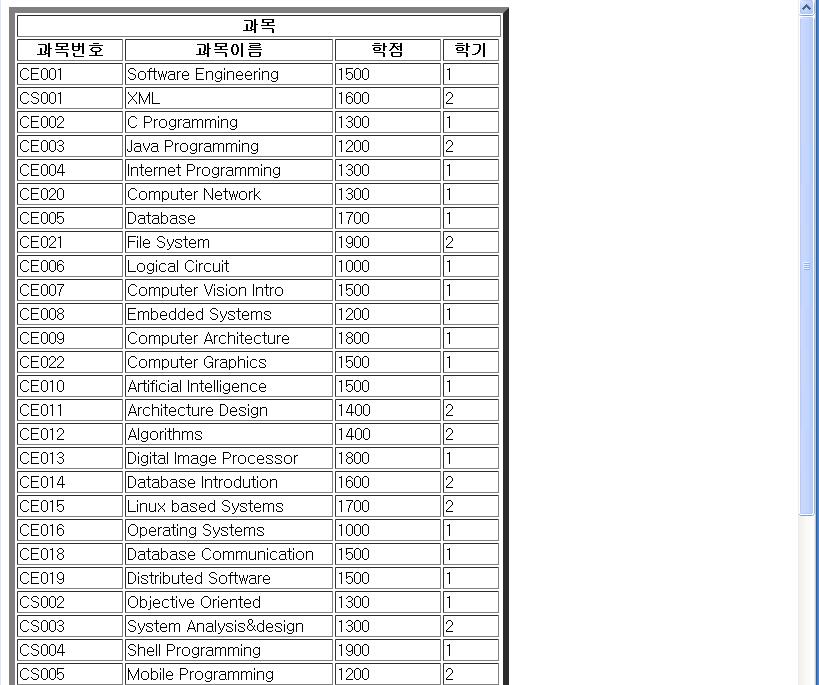 과목
과목번호 과목이름 학점 학기
CE001 Software Engineering 1500 1
CS001 XML 1600 2
CE002 C Programming 1300 1
CE003 Java Programming 1200 2
CE004 Internet Programming 1300 1
CE020 Computer Network 1300 1
CE005 Database 1700 1
CE021 File System 1900 2
CE006 Logical Circuit 1000 1
CE007 Computer Vision Intro 1500 1
CE008 Embedded Systems 1200 1
CE009 Computer Architecture 1800 1
CE022 Computer Graphics 1500 1
CE010 Artificial Intelligence 1500 1
CE011 Architecture Design 1400 2
CE012 Algorithms 1400 2
CE013 Digital Image Processor 1800 1
CE014 Database Introdution 1600 2
CE015 Linux based Systems 1700 2
CE016 Operating Systems 1000 1
CE018 Database Communication 1500 1
CE019 Distributed Software 1500 1
CS002 Objective Oriented 1300 1
CS003 System Analysis&design 1300 2
CS004 Shell Programming 1900 1
CS005 Mobile Programming 1200 2